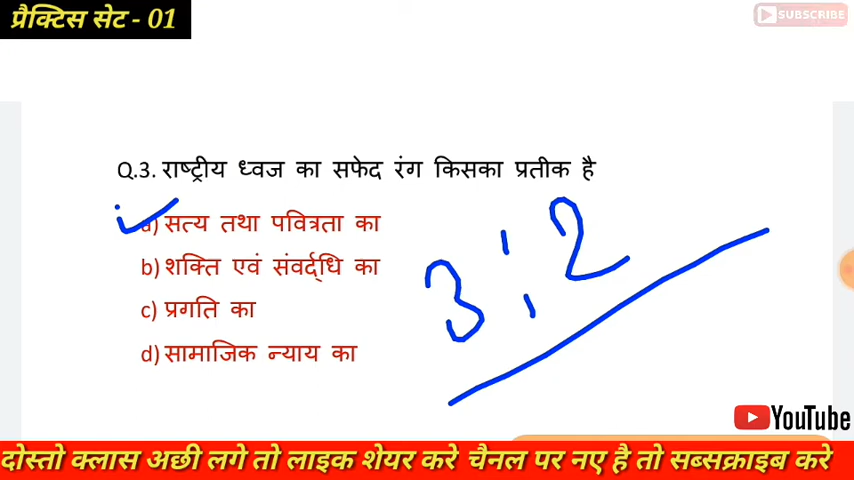 प्रैक्टिस सेट - 01
SUBSCRIBE
Q.3. राष्ट्रीय ध्वज का सफेद रंग किसका प्रतीक है
a) सत्य तथा पवित्रता का
b) शक्ति एवं संवर्द्धि का
c) प्रगति का
d) सामाजिक न्याय का
3:2
YouTube
दोस्तो क्लास अछी लगे तो लाइक शेयर करे चैनल पर नए है तो सब्सक्राइब करे